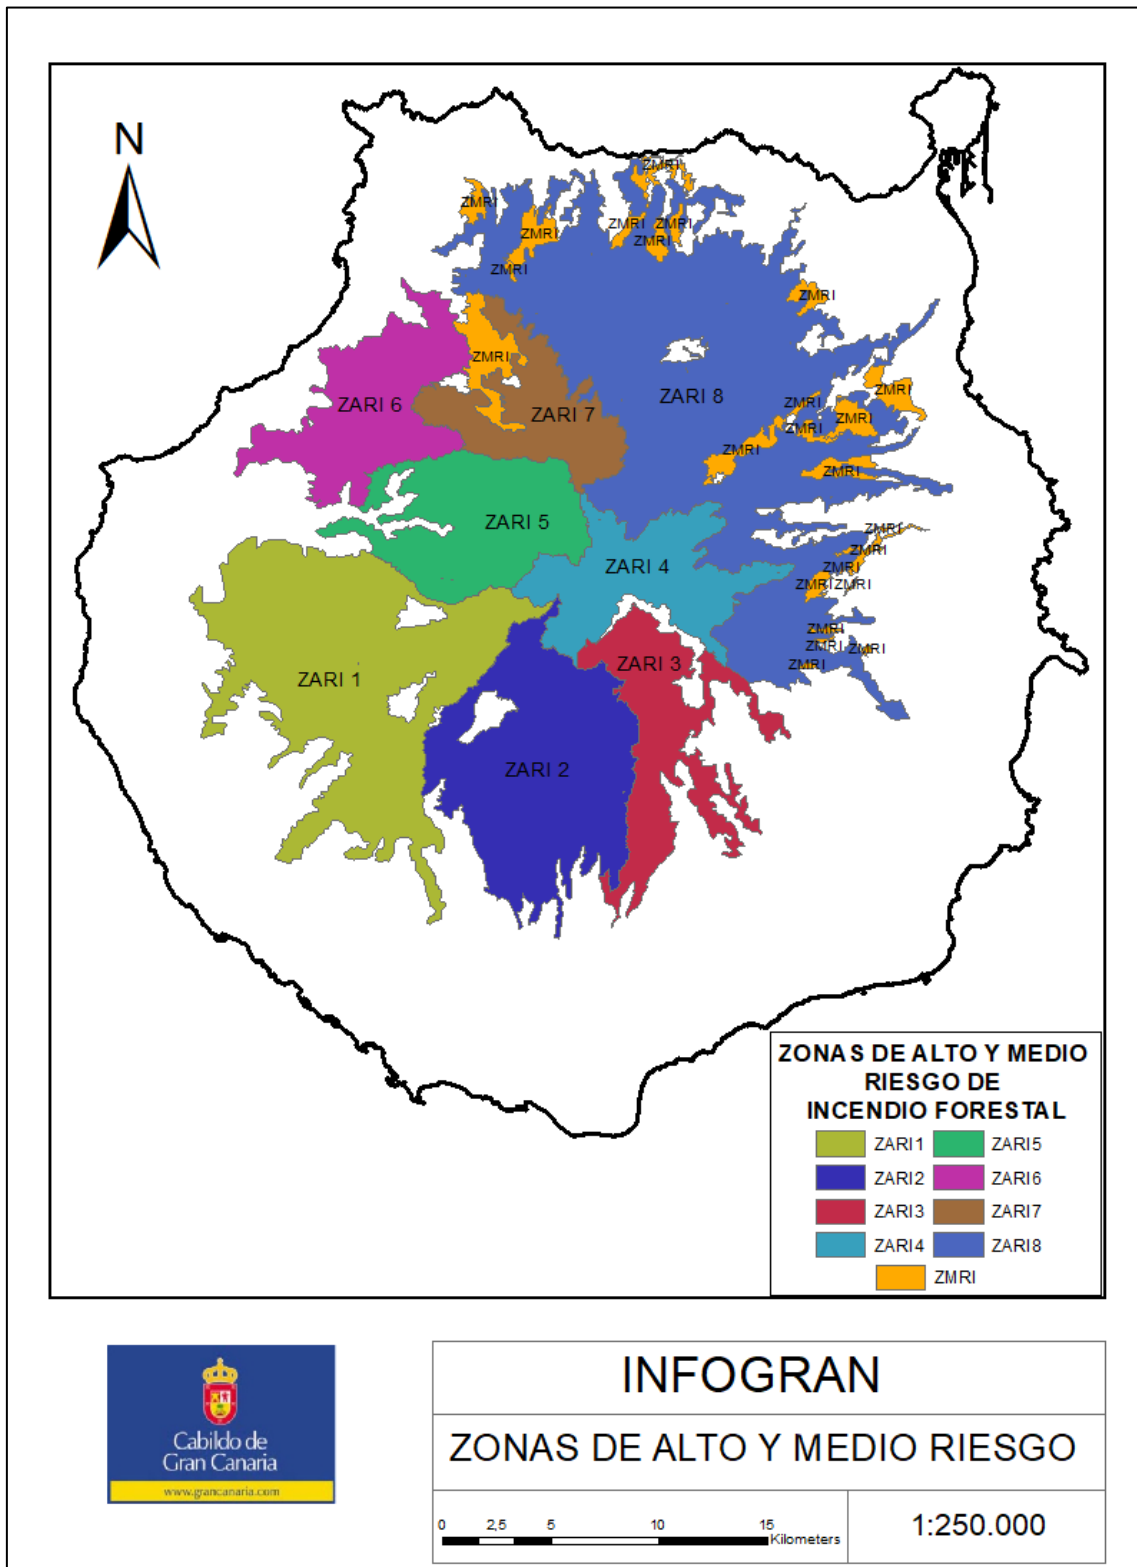 N
ZMRI
ZMRI
ZMRI
ZMRI
ZMRI
ZMRI
ZMRI
ZMRI
ZMRI
ZARI 6
ZARI 7
ZARI 8
ZMRI
ZMRI
ZMRI
ZMRI
ZMRI
ZMRI
ZARI 5
ZARI 4
ZMRI
ZMRI
ZMRI
ZMRI
ZMRI
ZMRI
ZMRI
ZMRI
ZMRI
ZARI 3
ZARI 1
ZARI 2
ZONAS DE ALTO Y MEDIO
RIESGO DE
INCENDIO FORESTAL
ZARI1 ZARI5
ZARI2 ZARI6
ZARI3 ZARI7
ZARI4 ZARI8
ZMRI
Cabildo de
Gran Canaria
www.grancanaria.com
INFOGRAN
ZONAS DE ALTO Y MEDIO RIESGO
0 2,5 5 10 15
Kilometers
1:250.000